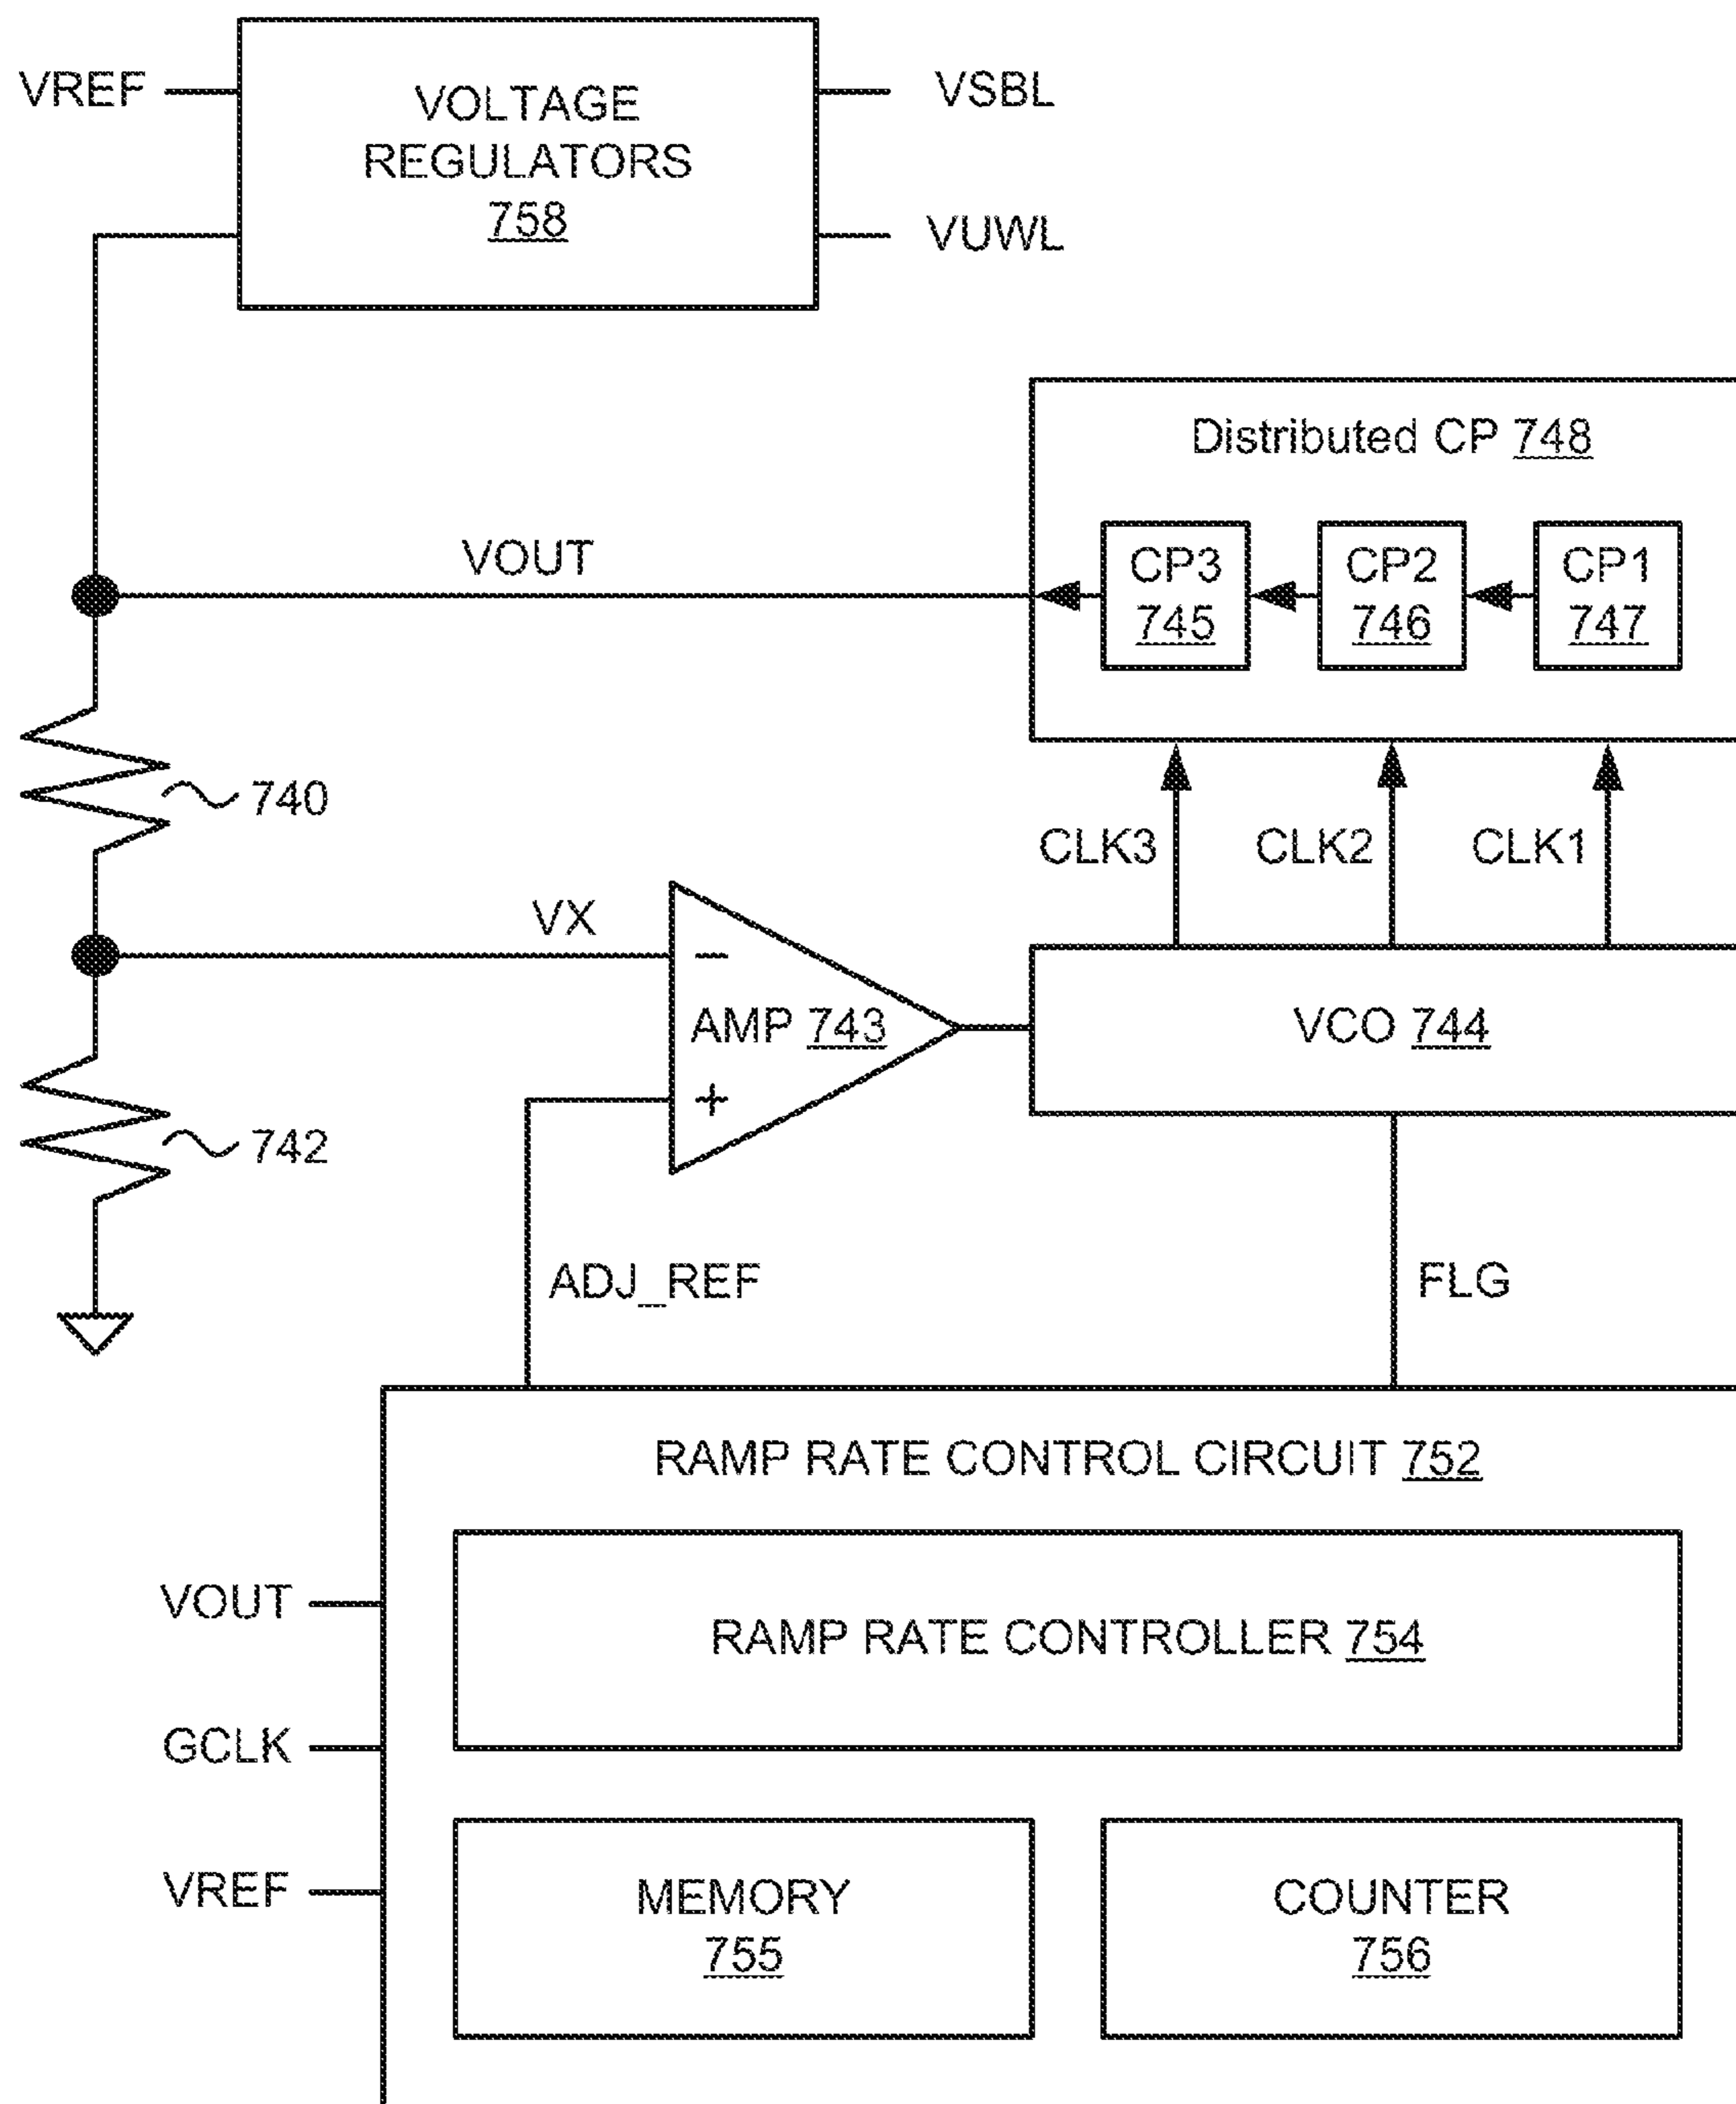 VREF
VOLTAGE
REGULATORS
758
VSBL
VUWL
Distributed CP 748
VOUT
CP3
745
CP2
746
CP1
747
740
CLK3
CLK2
CLK1
VX
−
AMP 743
+
VCO 744
742
ADJ_REF
FLG
RAMP RATE CONTROL CIRCUIT 752
VOUT
RAMP RATE CONTROLLER 754
GCLK
VREF
MEMORY
755
COUNTER
756